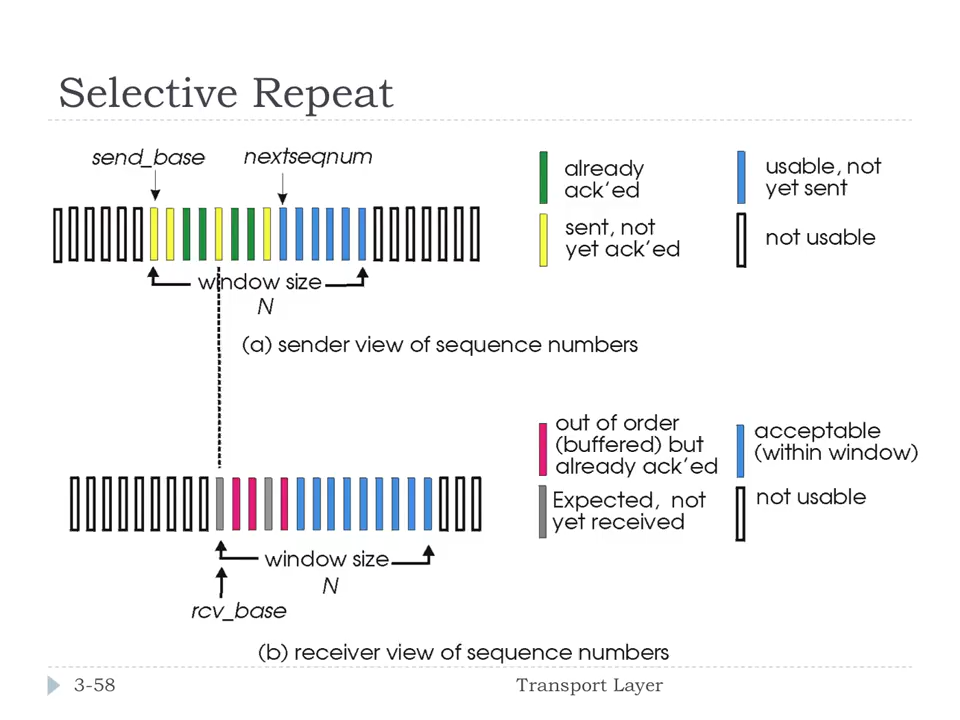 Selective Repeat
send_base
nextseqnum
already
ack'ed
usable, not
yet sent
sent, not
yet ack'ed
not usable
window size
N
(a) sender view of sequence numbers
out of order
(buffered) but
already ack'ed
acceptable
(within window)
Expected, not
yet received
not usable
window size
N
rcv_base
(b) receiver view of sequence numbers
3-58
Transport Layer